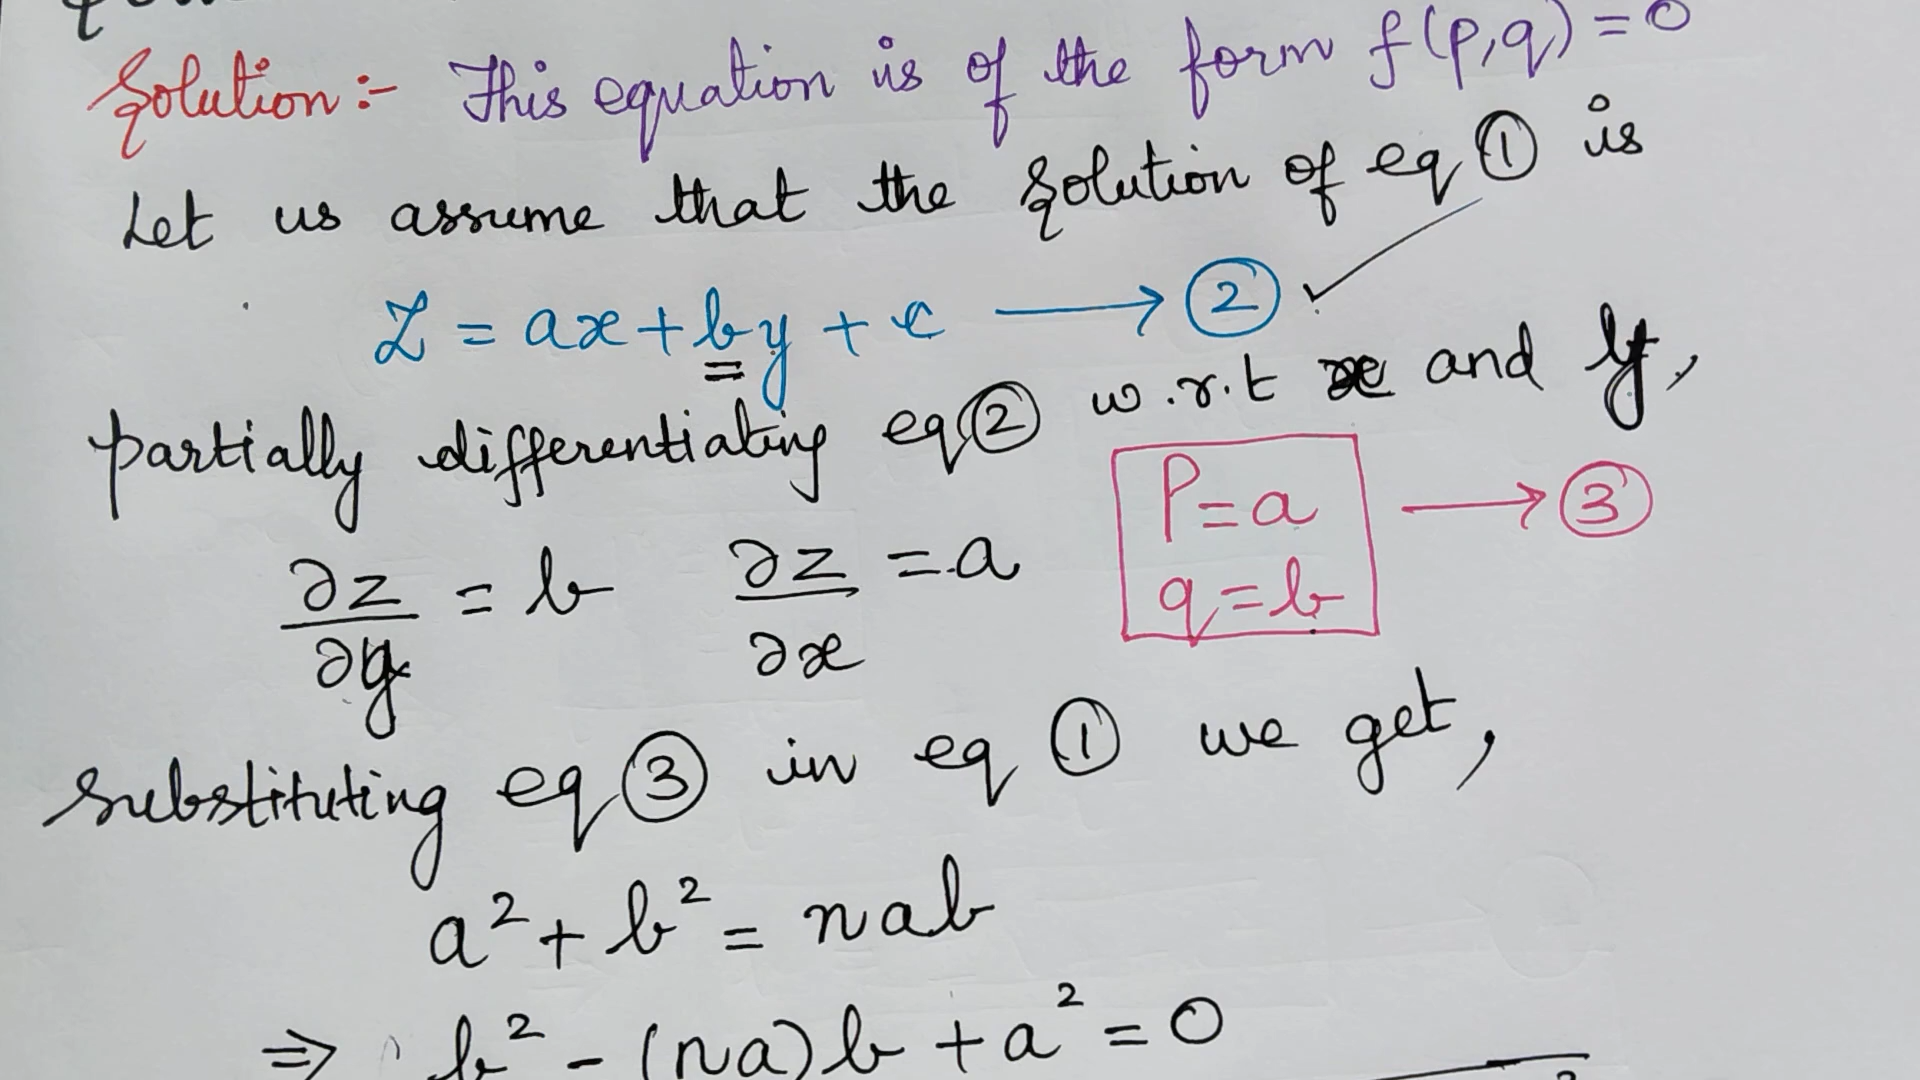 Solution:- This equation is of the form f(p,q)=0
Let us assume that the solution of eq ① is
Z = ax + by + c → ②
partially differentiating eq ② w.r.t x and y,
∂z/∂y = b ∂z/∂x = a P=a q=b → ③
substituting eq ③ in eq ① we get,
a² + b² = nab
⇒ b² - (na)b + a² = 0